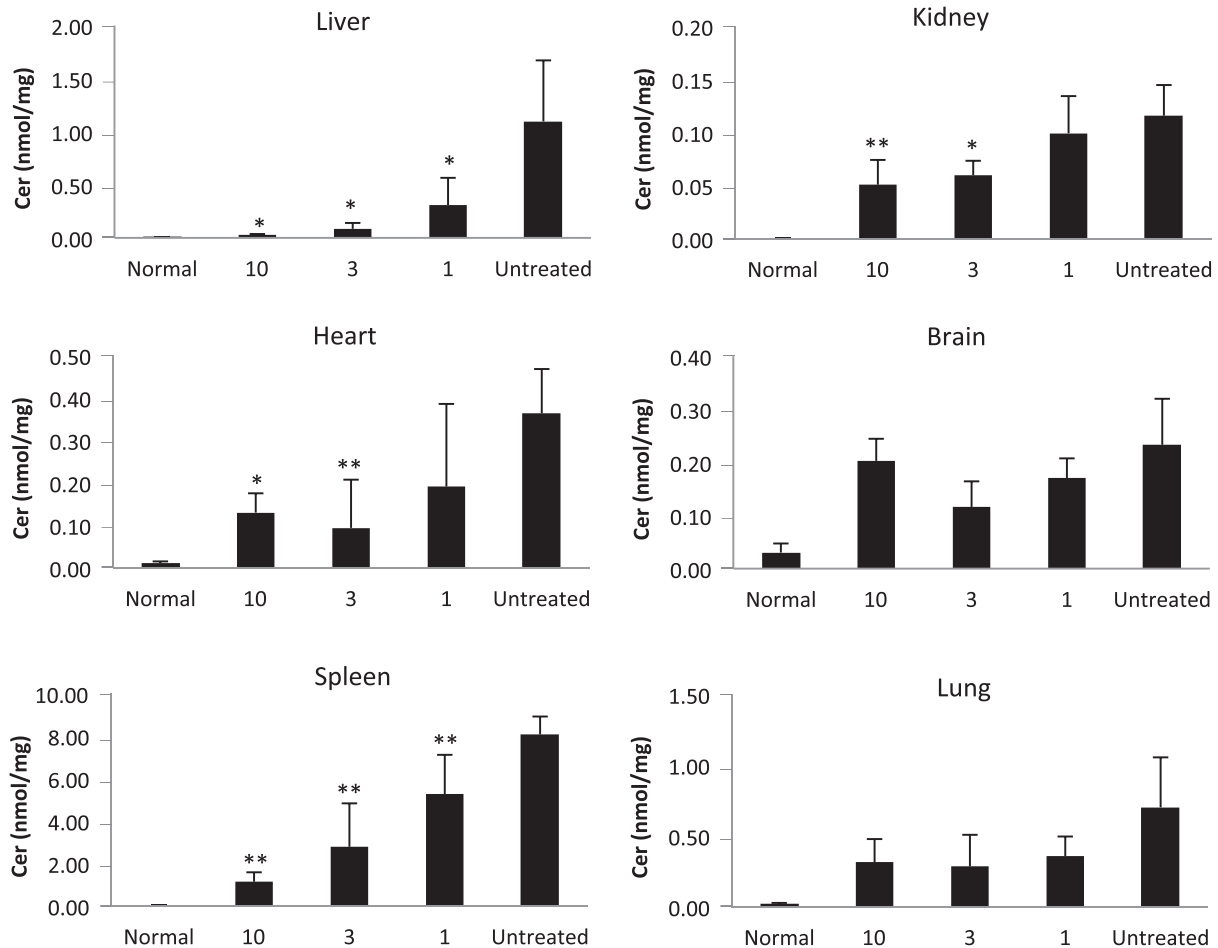 Liver
Cer (nmol/mg)
2.00
1.50
1.00
0.50
0.00
*
*
*
Normal 10 3 1 Untreated
Kidney
Cer (nmol/mg)
0.20
0.15
0.10
0.05
0.00
**
*
Normal 10 3 1 Untreated
Heart
Cer (nmol/mg)
0.50
0.40
0.30
0.20
0.10
0.00
*
**
Normal 10 3 1 Untreated
Brain
Cer (nmol/mg)
0.40
0.30
0.20
0.10
0.00
Normal 10 3 1 Untreated
Spleen
Cer (nmol/mg)
10.00
8.00
6.00
4.00
2.00
0.00
**
**
**
Normal 10 3 1 Untreated
Lung
Cer (nmol/mg)
1.50
1.00
0.50
0.00
Normal 10 3 1 Untreated